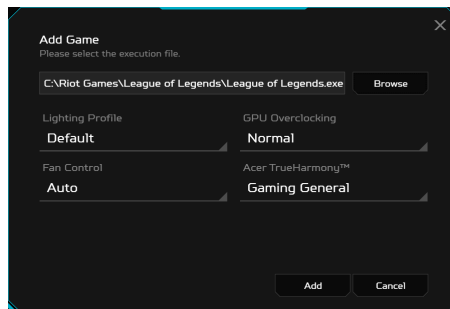 Add Game
Please select the execution file.
C:\Riot Games\League of Legends\League of Legends.exe
Browse
Lighting Profile
GPU Overclocking
Default
Normal
Fan Control
Acer TrueHarmony™
Auto
Gaming General
Add
Cancel